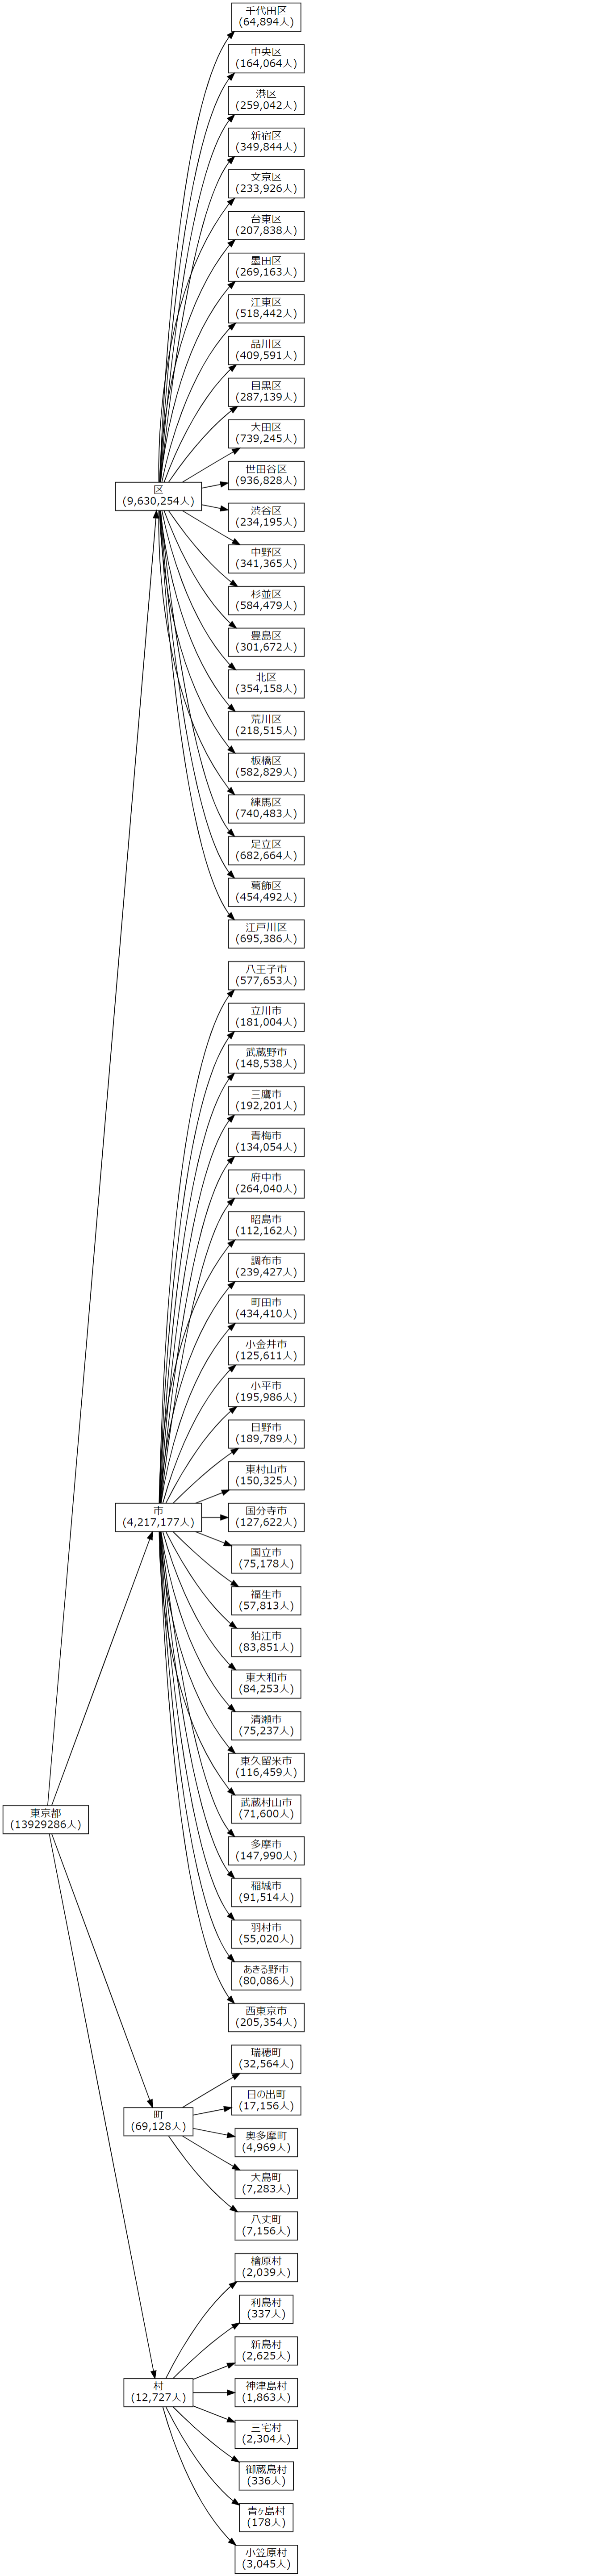 千代田区
(64,894人)
中央区
(164,064人)
港区
(259,042人)
新宿区
(349,844人)
文京区
(233,926人)
台東区
(207,838人)
墨田区
(269,163人)
江東区
(518,442人)
品川区
(409,591人)
目黒区
(287,139人)
大田区
(739,245人)
世田谷区
(936,828人)
区
(9,630,254人)
渋谷区
(234,195人)
中野区
(341,365人)
杉並区
(584,479人)
豊島区
(301,672人)
北区
(354,158人)
荒川区
(218,515人)
板橋区
(582,829人)
練馬区
(740,483人)
足立区
(682,664人)
葛飾区
(454,492人)
江戸川区
(695,386人)
八王子市
(577,653人)
立川市
(181,004人)
武蔵野市
(148,538人)
三鷹市
(192,201人)
青梅市
(134,054人)
府中市
(264,040人)
昭島市
(112,162人)
調布市
(239,427人)
町田市
(434,410人)
小金井市
(125,611人)
小平市
(195,986人)
日野市
(189,789人)
東村山市
(150,325人)
市
(4,217,177人)
国分寺市
(127,622人)
国立市
(75,178人)
福生市
(57,813人)
狛江市
(83,851人)
東大和市
(84,253人)
清瀬市
(75,237人)
東久留米市
(116,459人)
武蔵村山市
(71,600人)
東京都
(13929286人)
多摩市
(147,990人)
稲城市
(91,514人)
羽村市
(55,020人)
あきる野市
(80,086人)
西東京市
(205,354人)
瑞穂町
(32,564人)
日の出町
(17,156人)
町
(69,128人)
奥多摩町
(4,969人)
大島町
(7,283人)
八丈町
(7,156人)
檜原村
(2,039人)
利島村
(337人)
新島村
(2,625人)
村
(12,727人)
神津島村
(1,863人)
三宅村
(2,304人)
御蔵島村
(336人)
青ヶ島村
(178人)
小笠原村
(3,045人)